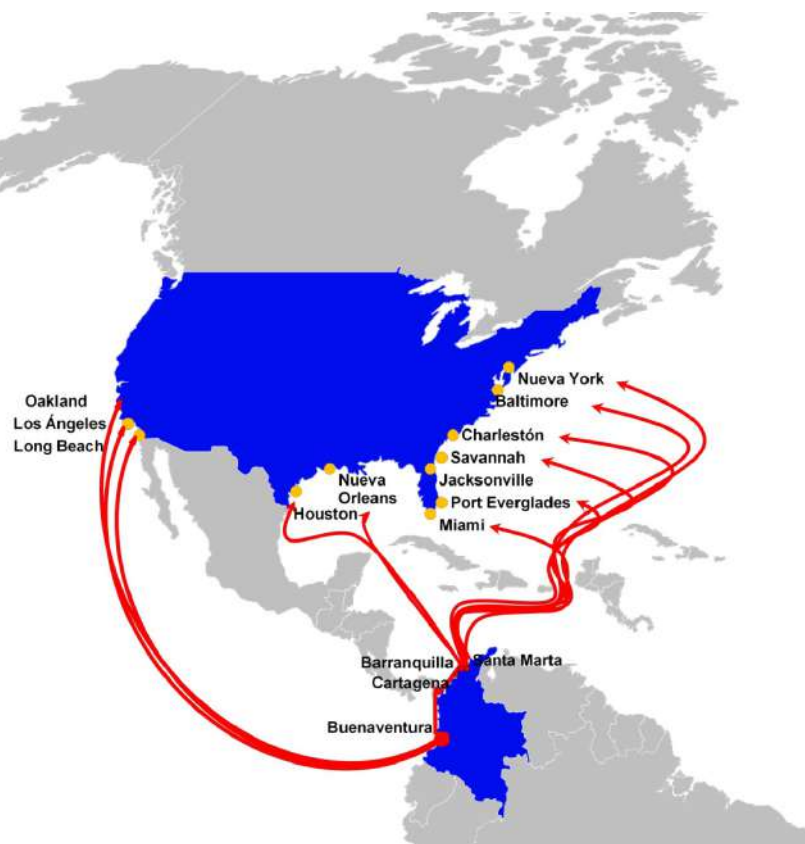 Oakland
Los Ángeles
Long Beach
Nueva York
Baltimore
Charlestón
Savannah
Jacksonville
Port Everglades
Miami
Nueva
Orleans
Houston
Barranquilla
Santa Marta
Cartagena
Buenaventura